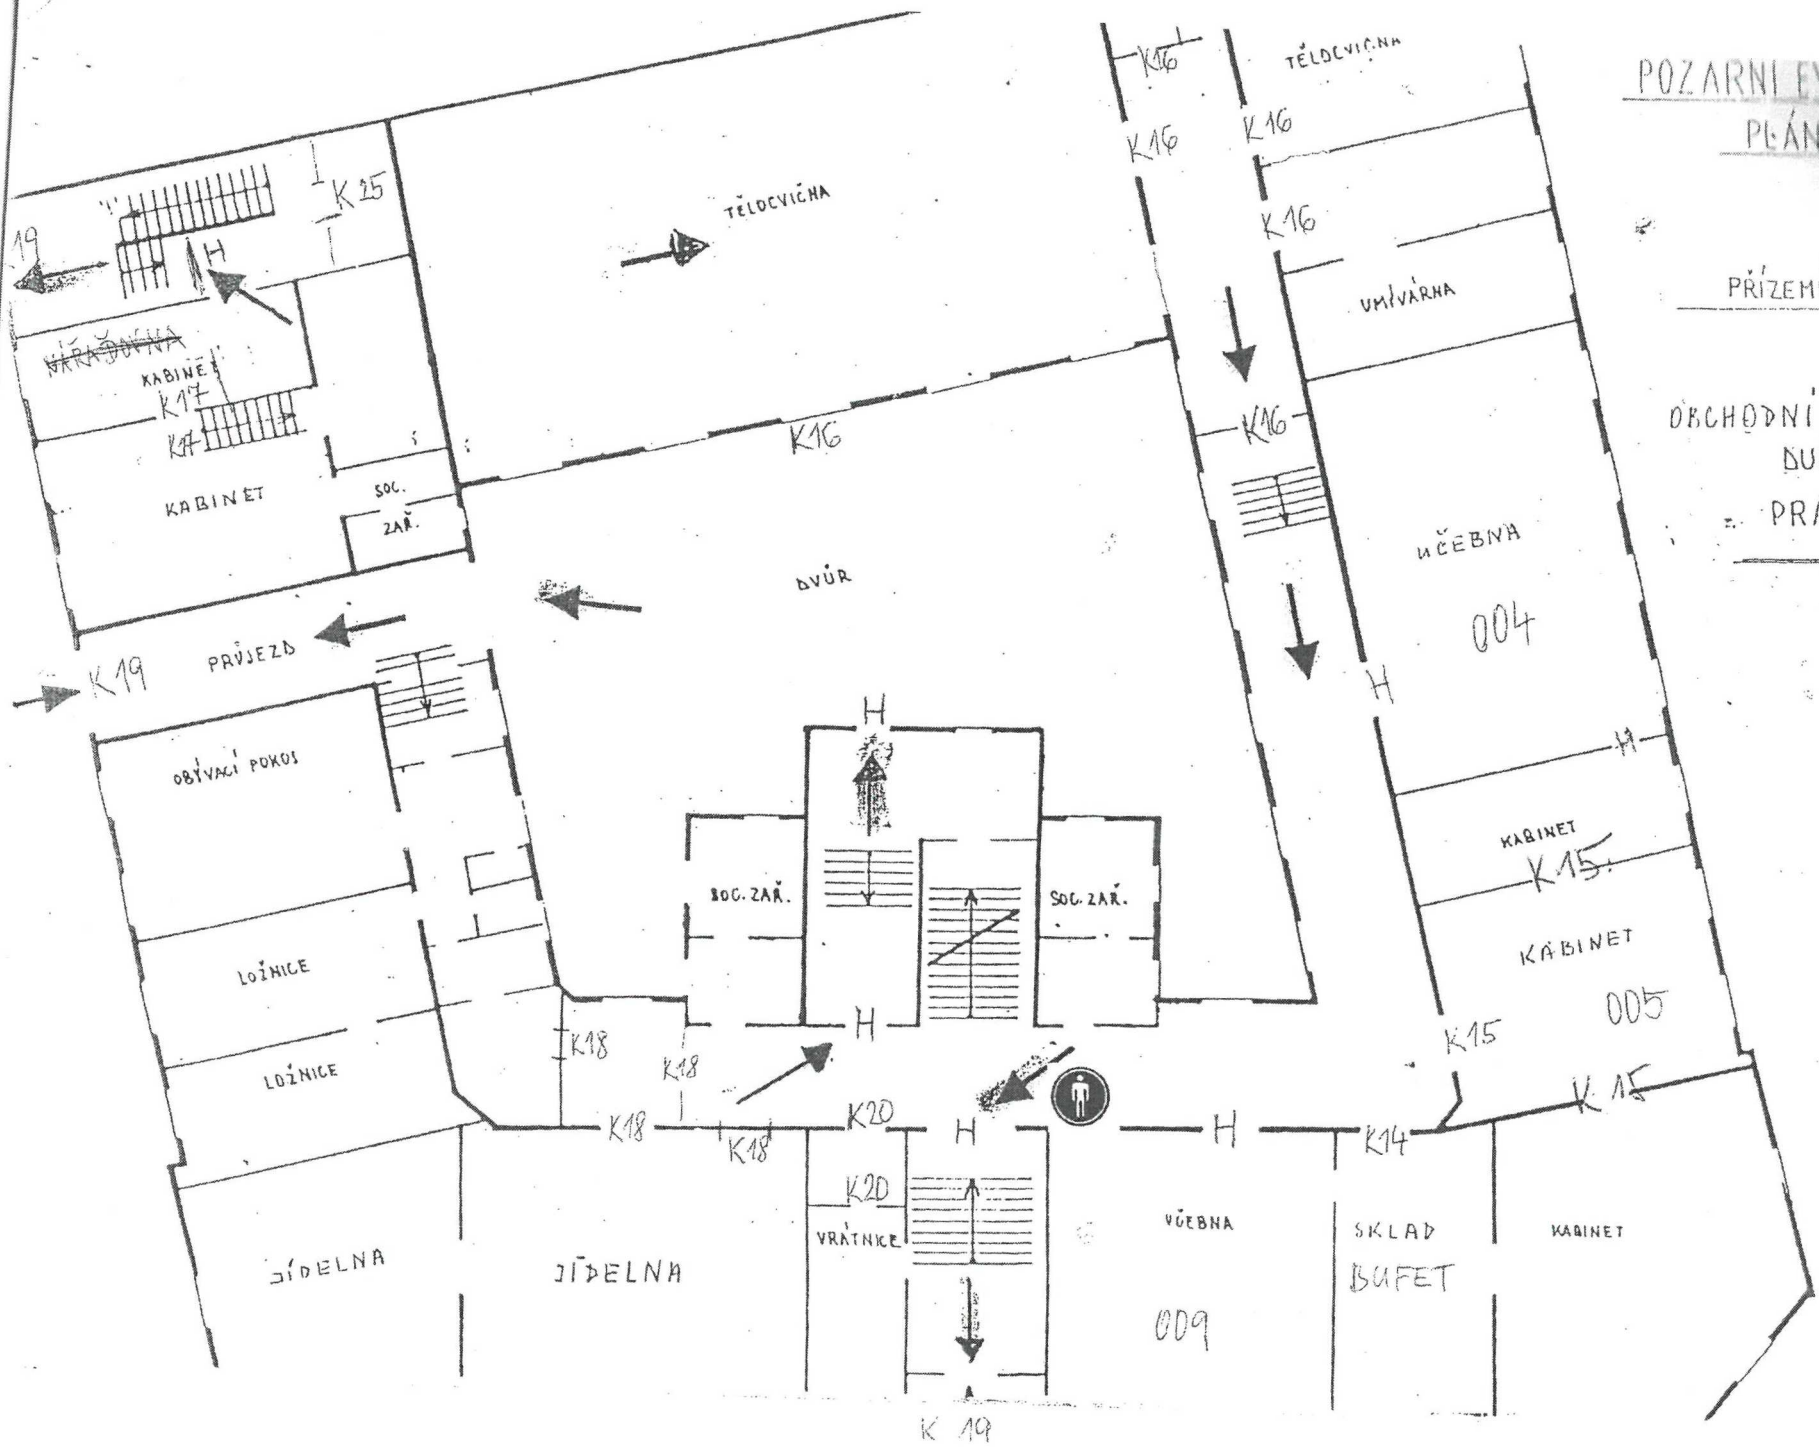 K16
TĚLOCVIČNA
POZARNI EV
PLÁN
K16
K16
K25
TĚLOCVIČNA
K16
19
H
UMÍVÁRNA
PŘÍZEM
NÁŘAĎOVNA
KABINET
K17
K17
K16
K16
OBCHODNÍ
DU
PRA
KABINET
SOC.
ZAŘ.
UČEBNA
004
DVŮR
PRŮJEZD
K19
H
H
H
OBÝVACÍ POKOJ
KABINET
K15
SOC. ZAŘ.
SOC. ZAŘ.
KABINET
005
LOŽNICE
H
K18
K18
K15
LOŽNICE
K15
K18
K18
K20
H
H
K14
K20
VRÁTNICE
UČEBNA
SKLAD
BUFET
KABINET
JÍDELNA
JÍDELNA
009
K 19